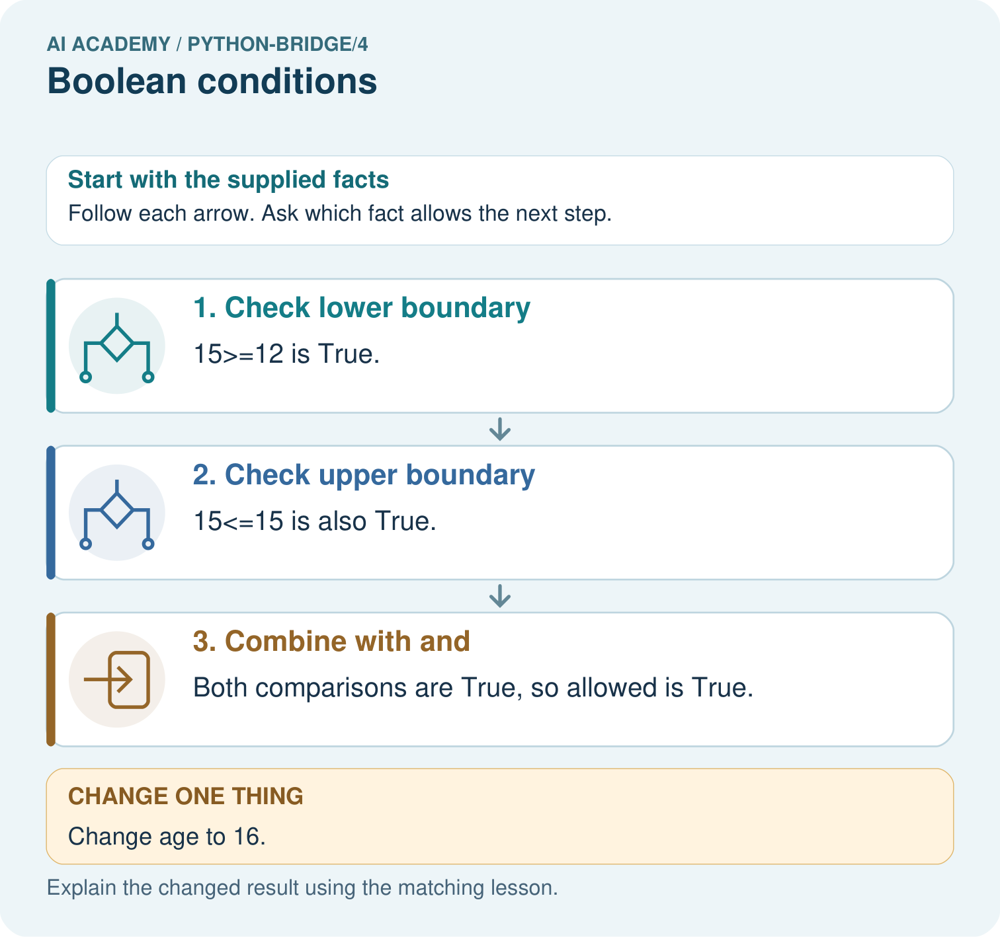 AI ACADEMY / PYTHON-BRIDGE/4
Boolean conditions
Start with the supplied facts
Follow each arrow. Ask which fact allows the next step.
1. Check lower boundary
15>=12 is True.
2. Check upper boundary
15<=15 is also True.
3. Combine with and
Both comparisons are True, so allowed is True.
CHANGE ONE THING
Change age to 16.
Explain the changed result using the matching lesson.